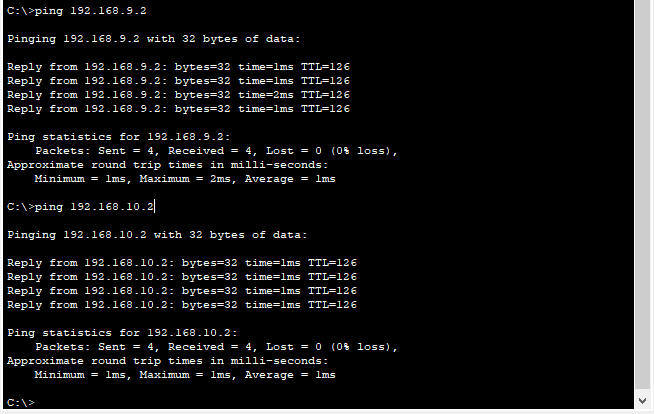 C:\>ping 192.168.9.2
Pinging 192.168.9.2 with 32 bytes of data:
Reply from 192.168.9.2: bytes=32 time=1ms TTL=126
Reply from 192.168.9.2: bytes=32 time=1ms TTL=126
Reply from 192.168.9.2: bytes=32 time=2ms TTL=126
Reply from 192.168.9.2: bytes=32 time=1ms TTL=126
Ping statistics for 192.168.9.2:
    Packets: Sent = 4, Received = 4, Lost = 0 (0% loss),
Approximate round trip times in milli-seconds:
    Minimum = 1ms, Maximum = 2ms, Average = 1ms
C:\>ping 192.168.10.2
Pinging 192.168.10.2 with 32 bytes of data:
Reply from 192.168.10.2: bytes=32 time=1ms TTL=126
Reply from 192.168.10.2: bytes=32 time=1ms TTL=126
Reply from 192.168.10.2: bytes=32 time=1ms TTL=126
Reply from 192.168.10.2: bytes=32 time=1ms TTL=126
Ping statistics for 192.168.10.2:
    Packets: Sent = 4, Received = 4, Lost = 0 (0% loss),
Approximate round trip times in milli-seconds:
    Minimum = 1ms, Maximum = 1ms, Average = 1ms
C:\>